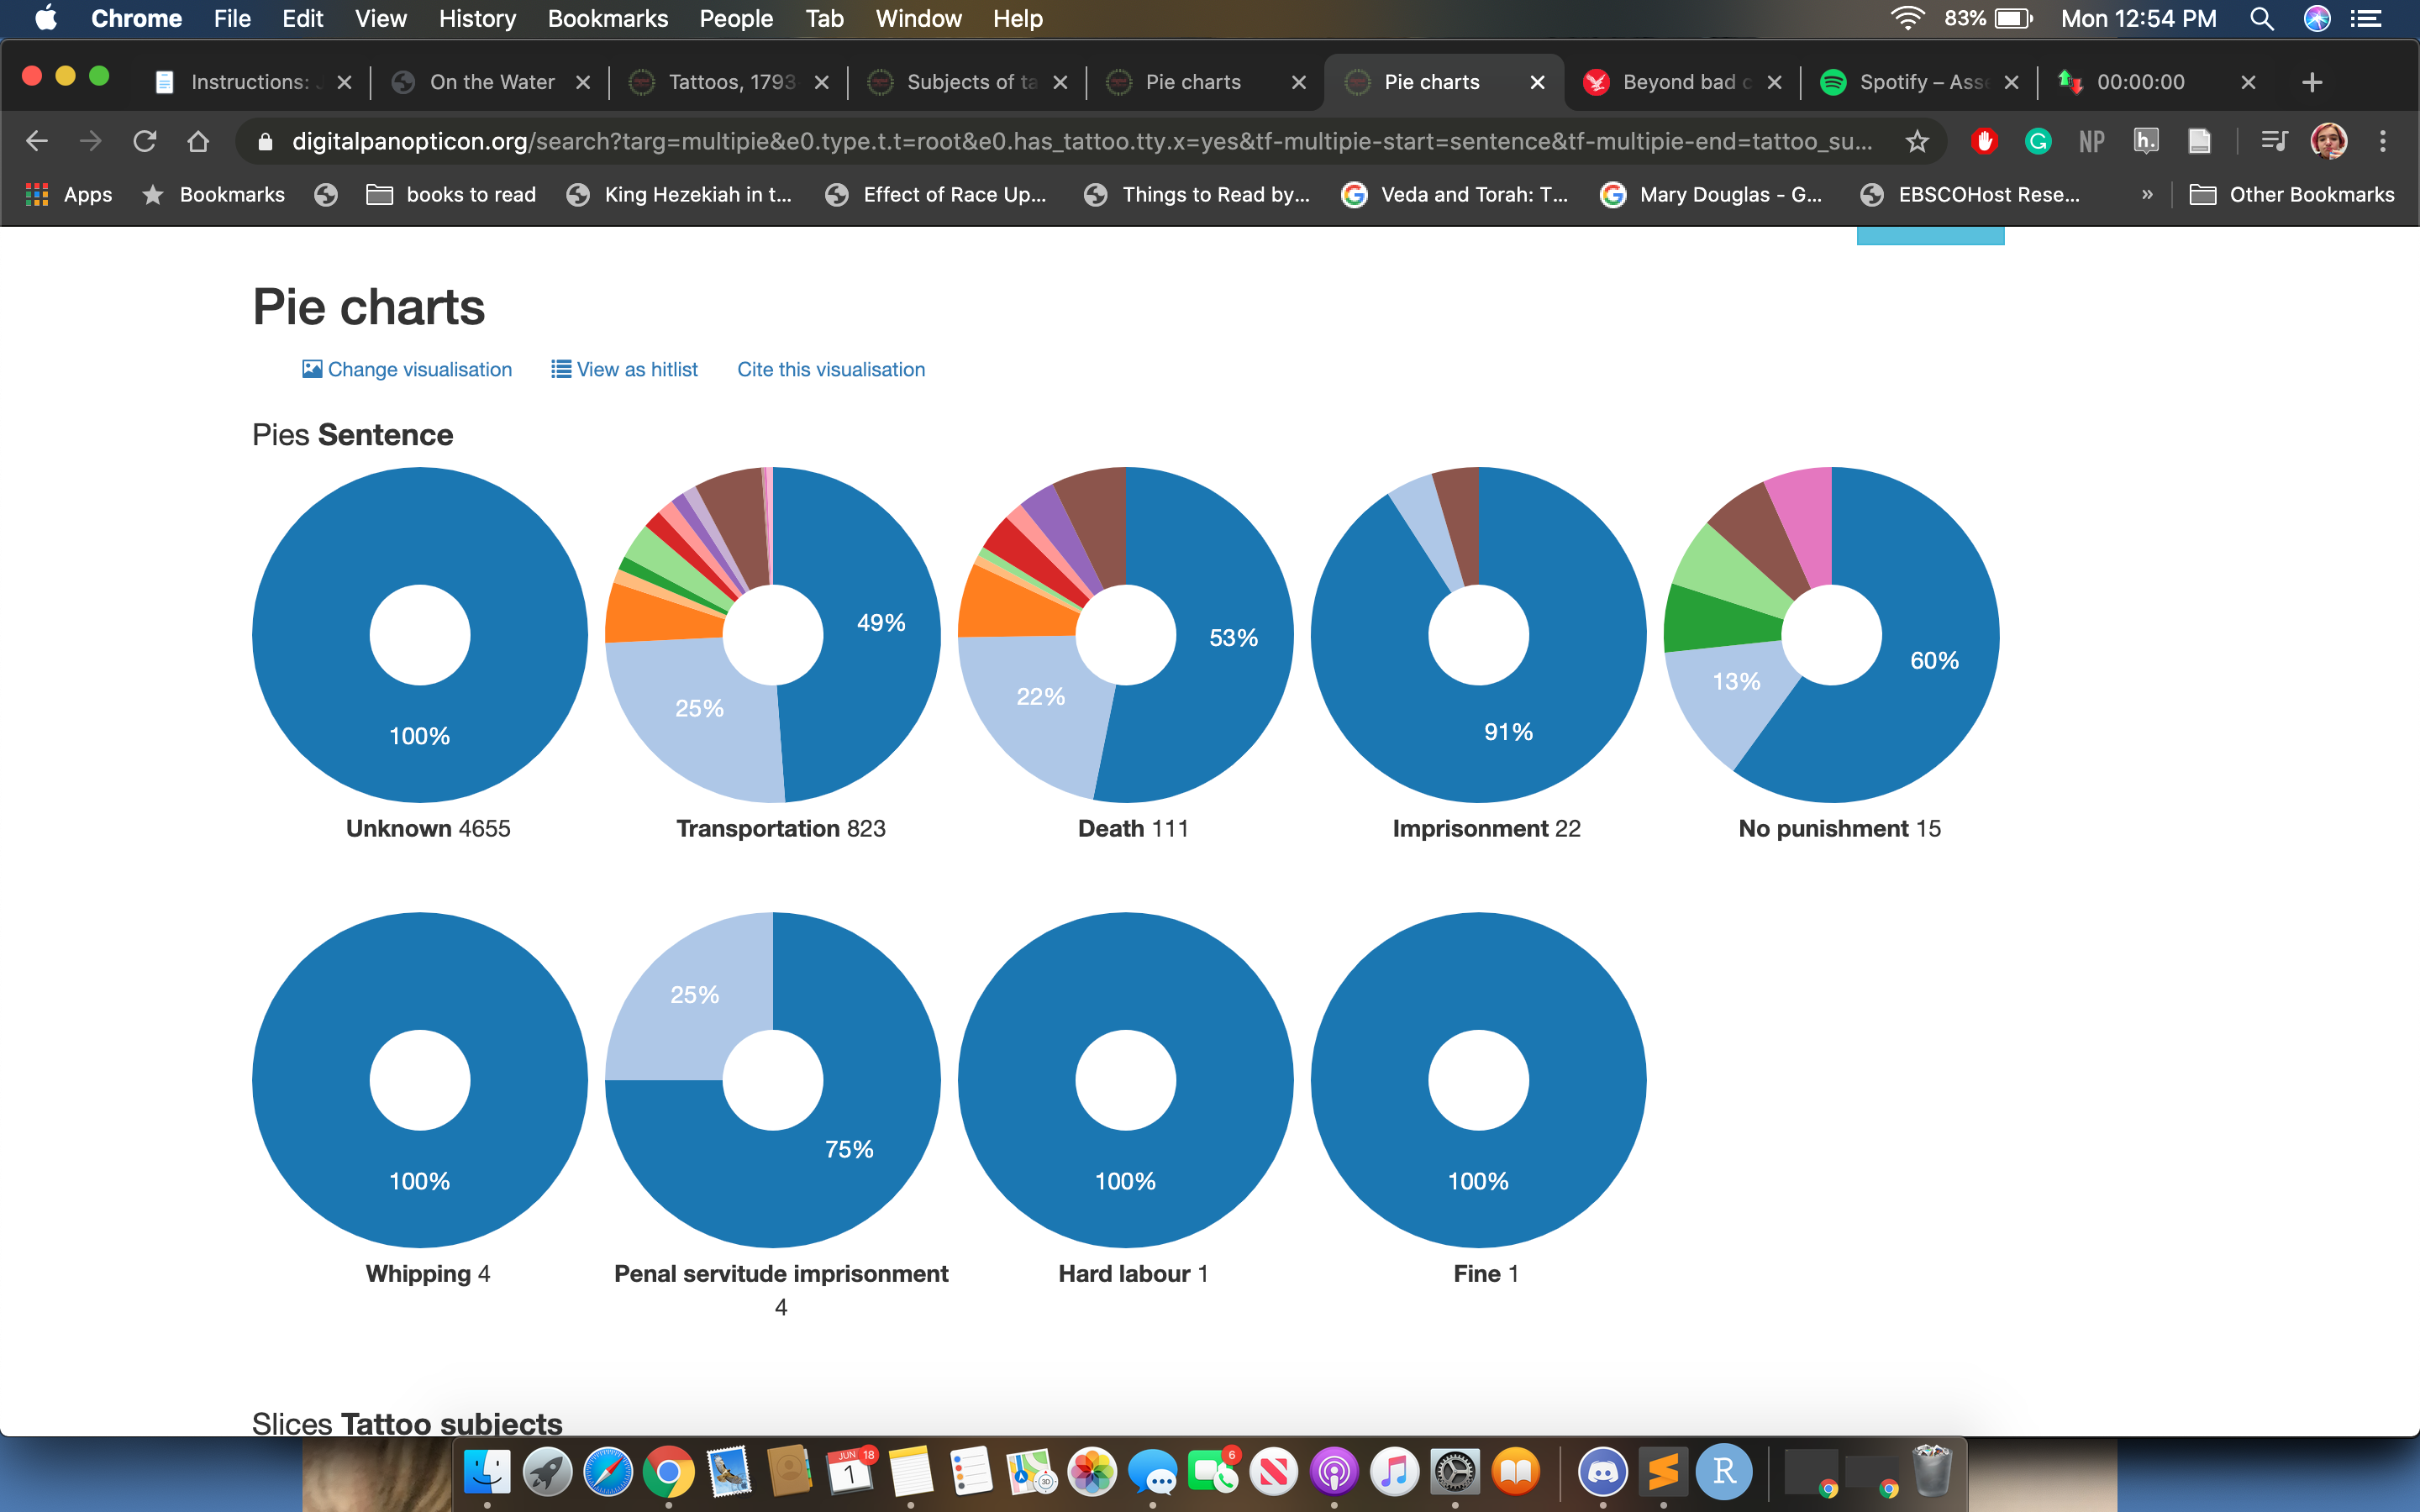 Chrome File Edit View History Bookmarks People Tab Window Help 83% Mon 12:54 PM
Instructions: On the Water Tattoos, 1793 Subjects of ta Pie charts Pie charts Beyond bad c Spotify – Asse 00:00:00
digitalpanopticon.org/search?targ=multipie&e0.type.t.t=root&e0.has_tattoo.tty.x=yes&tf-multipie-start=sentence&tf-multipie-end=tattoo_su... NP h.
Apps Bookmarks books to read King Hezekiah in t... Effect of Race Up... Things to Read by... Veda and Torah: T... Mary Douglas - G... EBSCOHost Rese... » Other Bookmarks
Pie charts
Change visualisation View as hitlist Cite this visualisation
Pies Sentence
100%
49%
25%
53%
22%
91%
60%
13%
Unknown 4655
Transportation 823
Death 111
Imprisonment 22
No punishment 15
100%
25%
75%
100%
100%
Whipping 4
Penal servitude imprisonment
4
Hard labour 1
Fine 1
Slices Tattoo subjects
JUN 18
1
3D
6
R